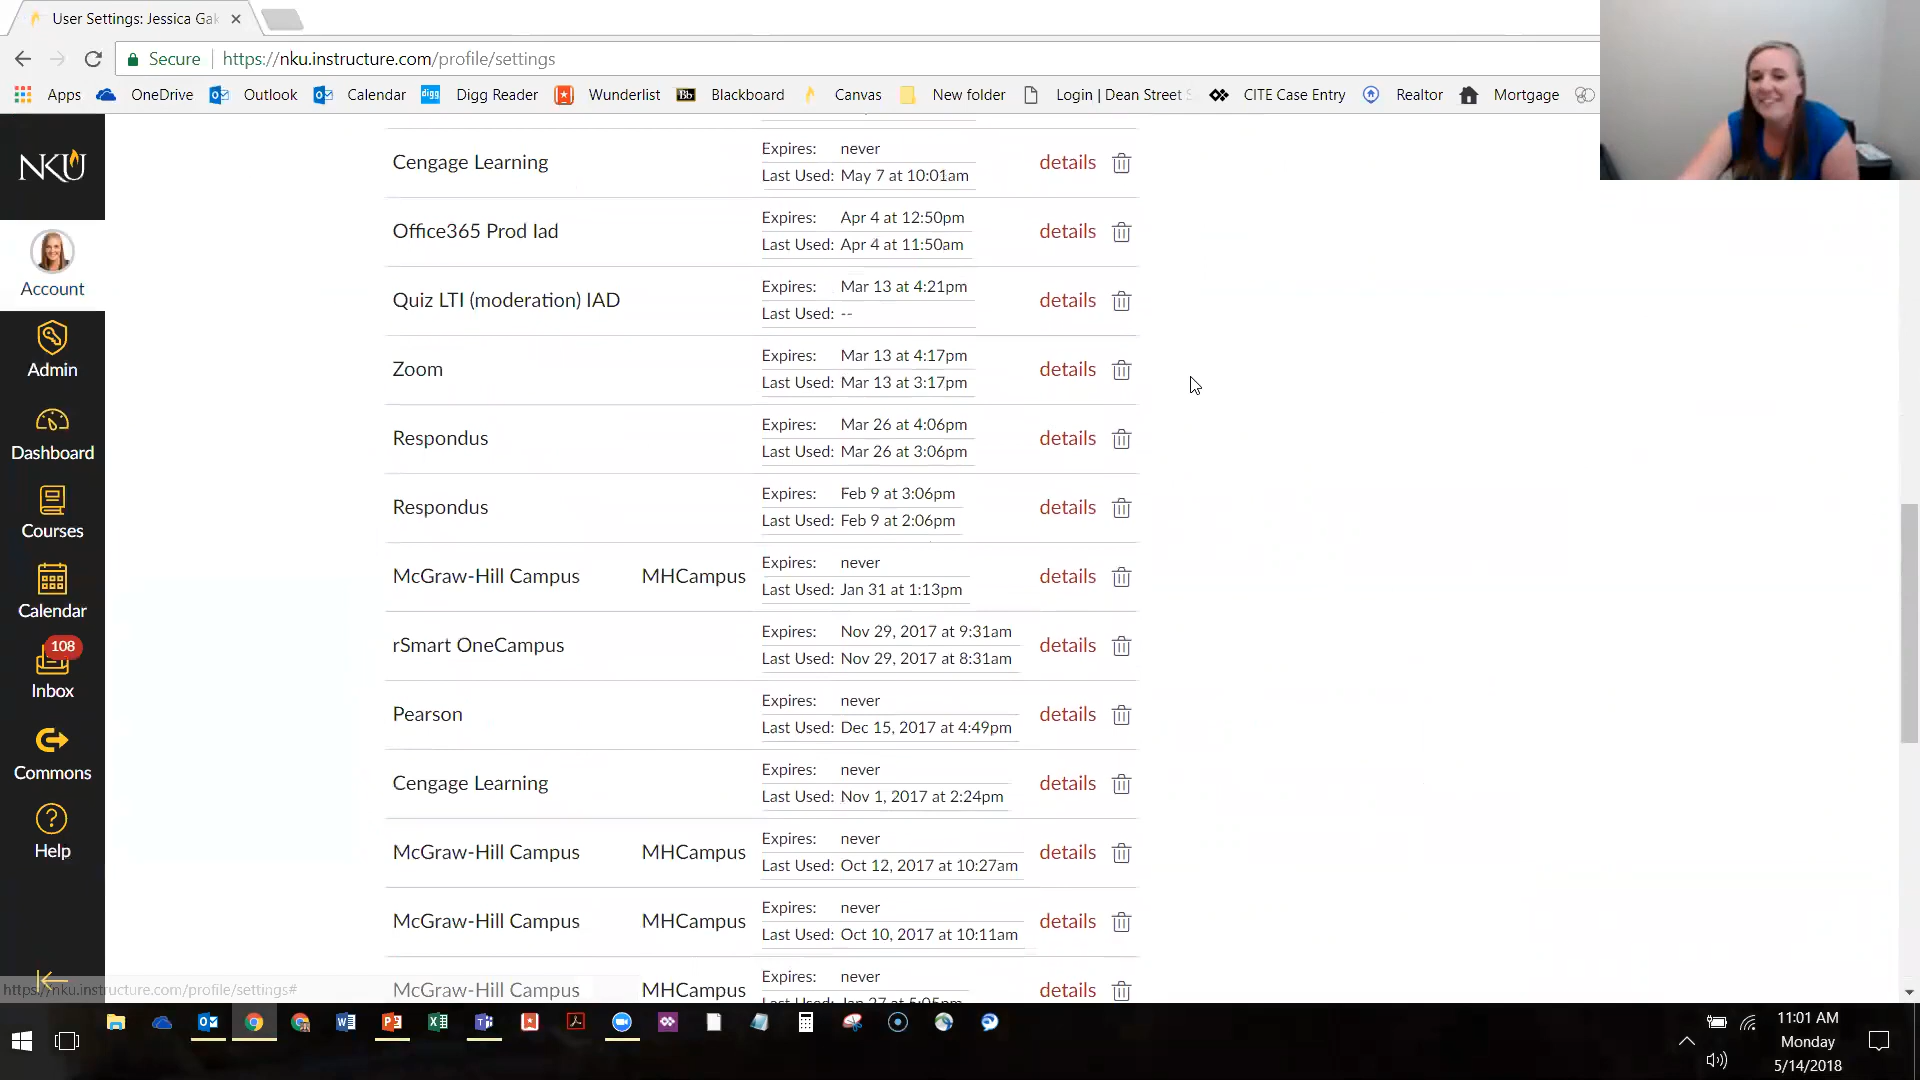 User Settings: Jessica Gak
Secure https://nku.instructure.com/profile/settings
Apps OneDrive Outlook Calendar digg Digg Reader Wunderlist Bb Blackboard Canvas New folder Login | Dean Street S CITE Case Entry Realtor Mortgage
NKU
Account
Admin
Dashboard
Courses
Calendar
108
Inbox
Commons
Help
Cengage Learning
Expires: never
Last Used: May 7 at 10:01am
details
Office365 Prod Iad
Expires: Apr 4 at 12:50pm
Last Used: Apr 4 at 11:50am
details
Quiz LTI (moderation) IAD
Expires: Mar 13 at 4:21pm
Last Used: --
details
Zoom
Expires: Mar 13 at 4:17pm
Last Used: Mar 13 at 3:17pm
details
Respondus
Expires: Mar 26 at 4:06pm
Last Used: Mar 26 at 3:06pm
details
Respondus
Expires: Feb 9 at 3:06pm
Last Used: Feb 9 at 2:06pm
details
McGraw-Hill Campus MHCampus
Expires: never
Last Used: Jan 31 at 1:13pm
details
rSmart OneCampus
Expires: Nov 29, 2017 at 9:31am
Last Used: Nov 29, 2017 at 8:31am
details
Pearson
Expires: never
Last Used: Dec 15, 2017 at 4:49pm
details
Cengage Learning
Expires: never
Last Used: Nov 1, 2017 at 2:24pm
details
McGraw-Hill Campus MHCampus
Expires: never
Last Used: Oct 12, 2017 at 10:27am
details
McGraw-Hill Campus MHCampus
Expires: never
Last Used: Oct 10, 2017 at 10:11am
details
McGraw-Hill Campus MHCampus
Expires: never
Last Used: Jan 27 at 5:05pm
details
https://nku.instructure.com/profile/settings#
11:01 AM
Monday
5/14/2018